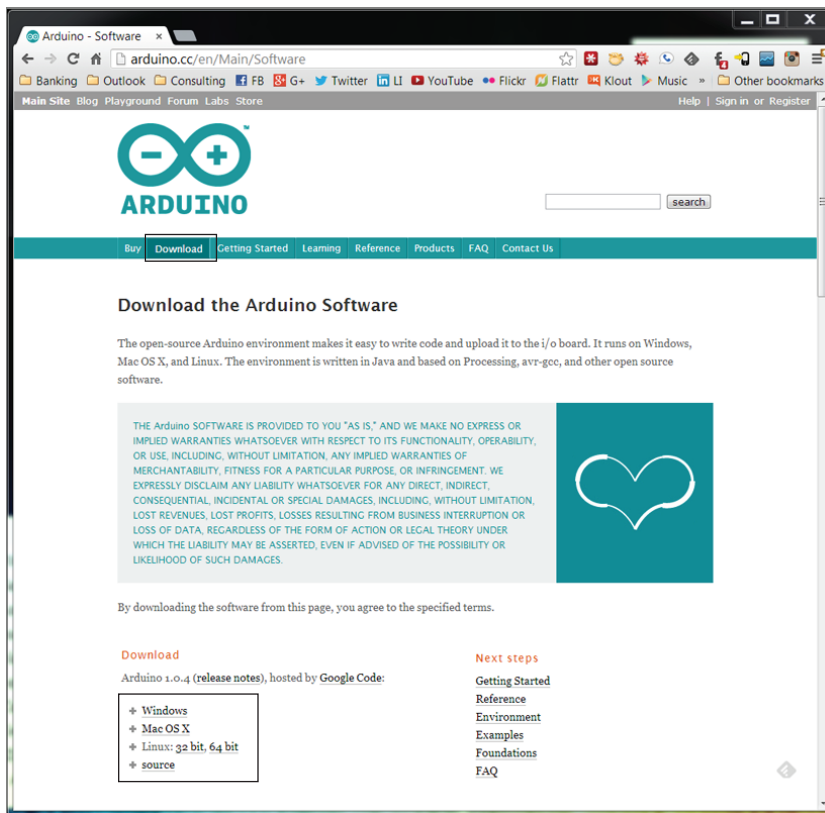 Arduino - Software
arduino.cc/en/Main/Software
Banking Outlook Consulting FB G+ Twitter LI YouTube Flickr Flattr Klout Music » Other bookmarks
Main Site Blog Playground Forum Labs Store Help | Sign in or Register
ARDUINO
search
Buy Download Getting Started Learning Reference Products FAQ Contact Us
Download the Arduino Software
The open-source Arduino environment makes it easy to write code and upload it to the i/o board. It runs on Windows,
Mac OS X, and Linux. The environment is written in Java and based on Processing, avr-gcc, and other open source
software.
THE Arduino SOFTWARE IS PROVIDED TO YOU "AS IS," AND WE MAKE NO EXPRESS OR
IMPLIED WARRANTIES WHATSOEVER WITH RESPECT TO ITS FUNCTIONALITY, OPERABILITY,
OR USE, INCLUDING, WITHOUT LIMITATION, ANY IMPLIED WARRANTIES OF
MERCHANTABILITY, FITNESS FOR A PARTICULAR PURPOSE, OR INFRINGEMENT. WE
EXPRESSLY DISCLAIM ANY LIABILITY WHATSOEVER FOR ANY DIRECT, INDIRECT,
CONSEQUENTIAL, INCIDENTAL OR SPECIAL DAMAGES, INCLUDING, WITHOUT LIMITATION,
LOST REVENUES, LOST PROFITS, LOSSES RESULTING FROM BUSINESS INTERRUPTION OR
LOSS OF DATA, REGARDLESS OF THE FORM OF ACTION OR LEGAL THEORY UNDER
WHICH THE LIABILITY MAY BE ASSERTED, EVEN IF ADVISED OF THE POSSIBILITY OR
LIKELIHOOD OF SUCH DAMAGES.
By downloading the software from this page, you agree to the specified terms.
Download
Arduino 1.0.4 (release notes), hosted by Google Code:
Windows
Mac OS X
Linux: 32 bit, 64 bit
source
Next steps
Getting Started
Reference
Environment
Examples
Foundations
FAQ